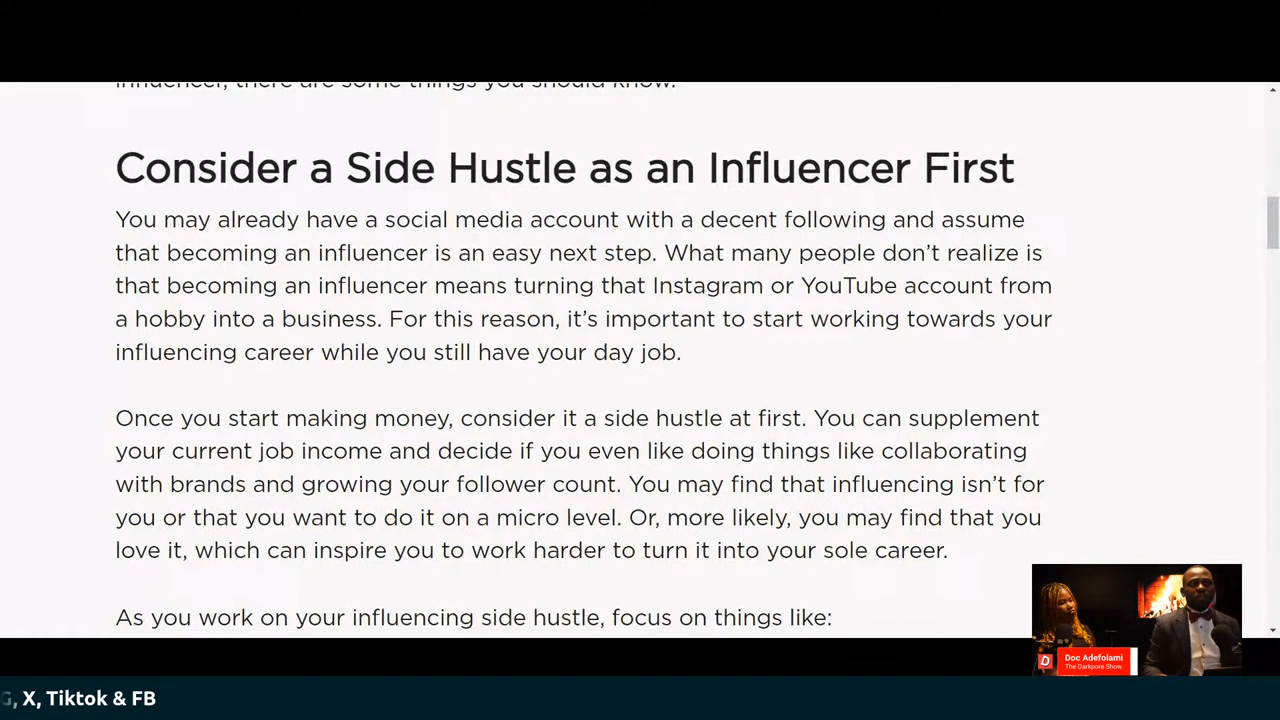 influencer, there are some things you should know.
Consider a Side Hustle as an Influencer First
You may already have a social media account with a decent following and assume
that becoming an influencer is an easy next step. What many people don’t realize is
that becoming an influencer means turning that Instagram or YouTube account from
a hobby into a business. For this reason, it’s important to start working towards your
influencing career while you still have your day job.
Once you start making money, consider it a side hustle at first. You can supplement
your current job income and decide if you even like doing things like collaborating
with brands and growing your follower count. You may find that influencing isn’t for
you or that you want to do it on a micro level. Or, more likely, you may find that you
love it, which can inspire you to work harder to turn it into your sole career.
As you work on your influencing side hustle, focus on things like:
D
Doc Adefolami
The Darkpore Show
G, X, Tiktok & FB